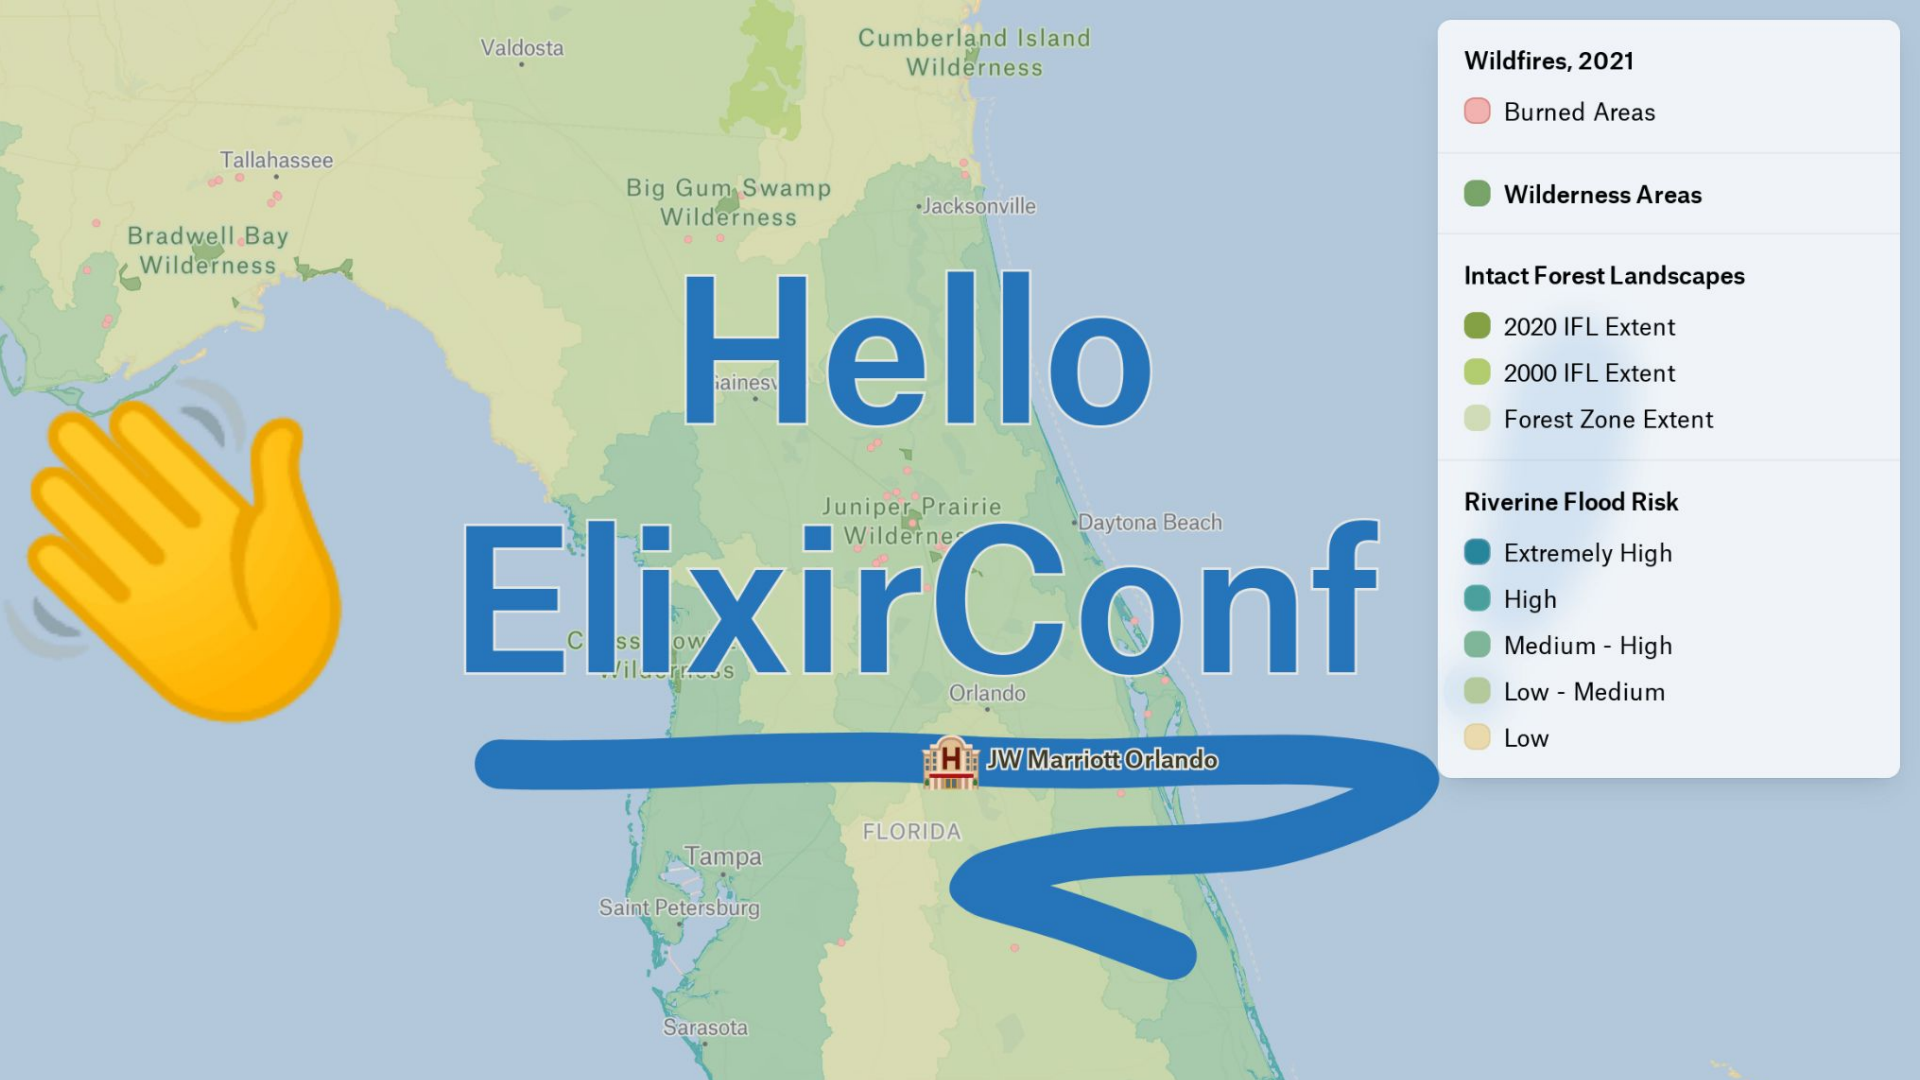 Valdosta
Cumberland Island
Wilderness
Tallahassee
Big Gum Swamp
Wilderness
Jacksonville
Bradwell Bay
Wilderness
Hello
Juniper Prairie
Daytona Beach
ElixirConf
Orlando
H
JW Marriott Orlando
FLORIDA
Tampa
Saint Petersburg
Sarasota
Wildfires, 2021
Burned Areas
Wilderness Areas
Intact Forest Landscapes
2020 IFL Extent
2000 IFL Extent
Forest Zone Extent
Riverine Flood Risk
Extremely High
High
Medium - High
Low - Medium
Low